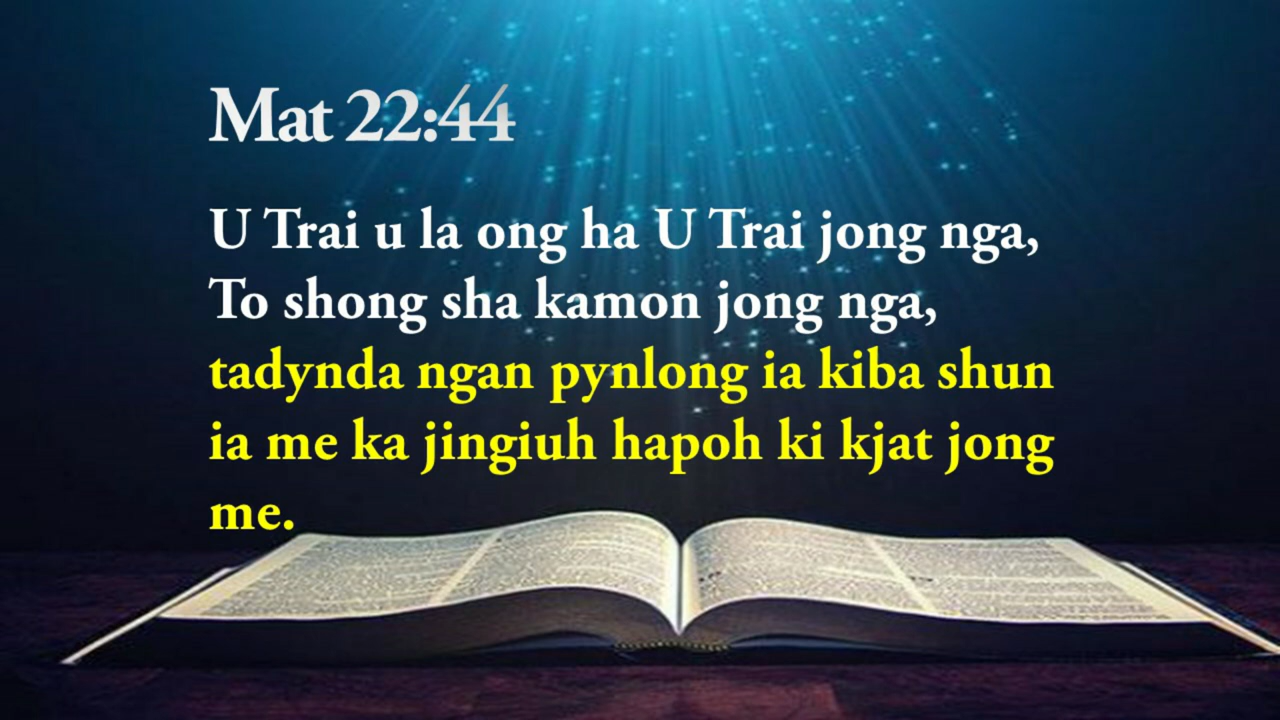 Mat 22:44
U Trai u la ong ha U Trai jong nga,
To shong sha kamon jong nga,
tadynda ngan pynlong ia kiba shun
ia me ka jingiuh hapoh ki kjat jong
me.